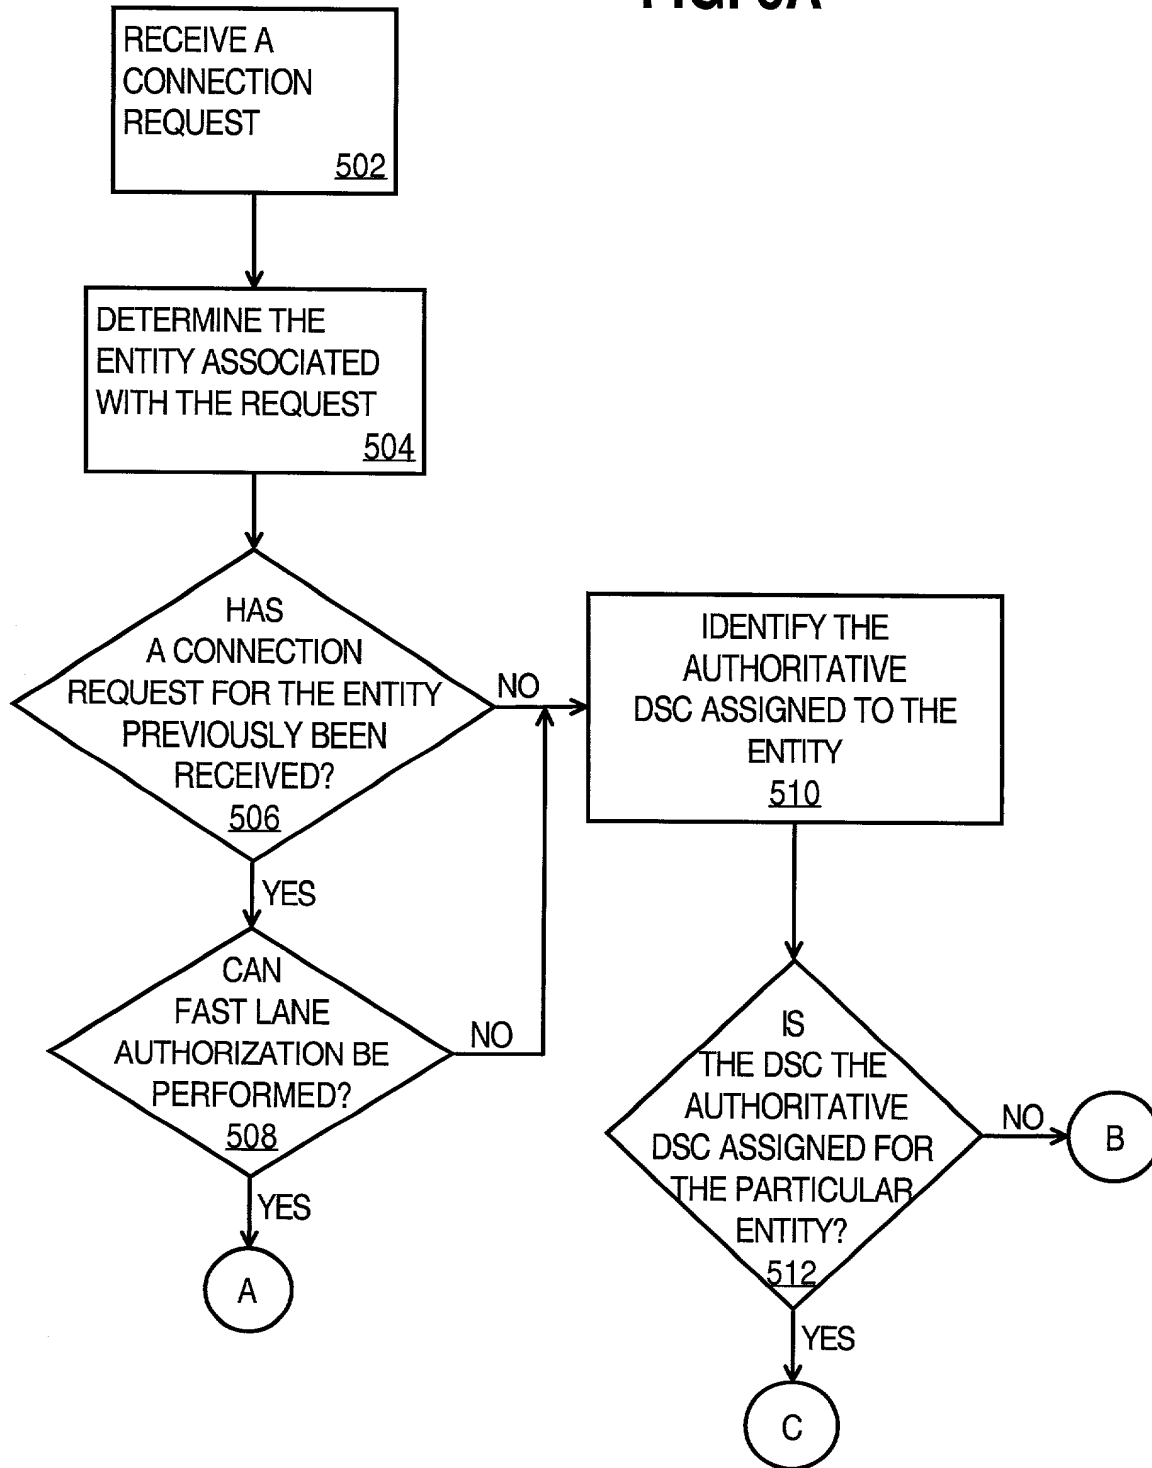 RECEIVE A
CONNECTION
REQUEST
502
DETERMINE THE
ENTITY ASSOCIATED
WITH THE REQUEST
504
HAS
A CONNECTION
REQUEST FOR THE ENTITY
PREVIOUSLY BEEN
RECEIVED?
506
NO
YES
CAN
FAST LANE
AUTHORIZATION BE
PERFORMED?
508
NO
YES
A
IDENTIFY THE
AUTHORITATIVE
DSC ASSIGNED TO THE
ENTITY
510
IS
THE DSC THE
AUTHORITATIVE
DSC ASSIGNED FOR
THE PARTICULAR
ENTITY?
512
NO
B
YES
C